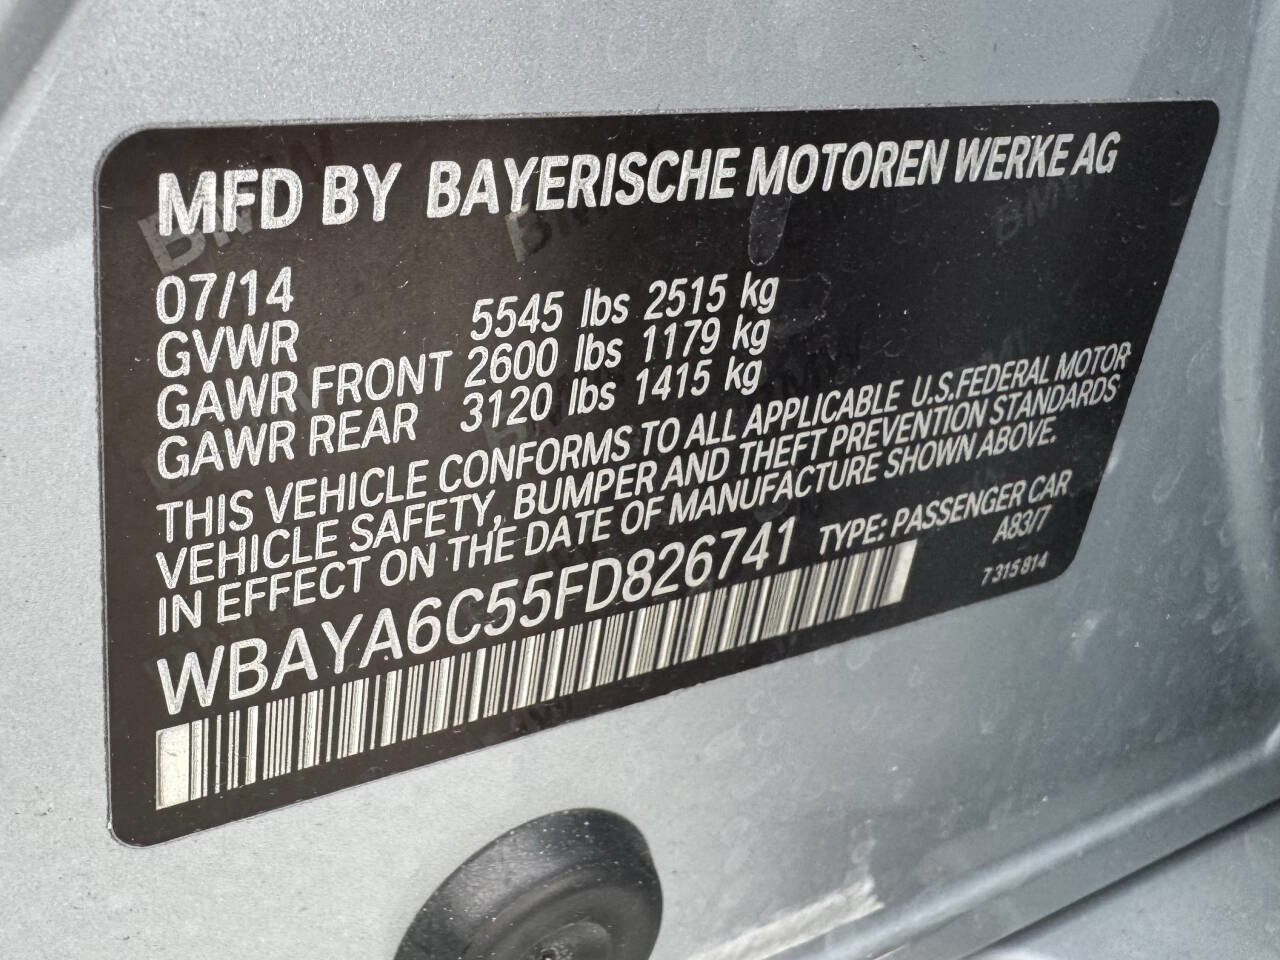 MFD BY BAYERISCHE MOTOREN WERKE AG
07/14
GVWR 5545 lbs 2515 kg
GAWR FRONT 2600 lbs 1179 kg
GAWR REAR 3120 lbs 1415 kg
THIS VEHICLE CONFORMS TO ALL APPLICABLE U.S.FEDERAL MOTOR
VEHICLE SAFETY, BUMPER AND THEFT PREVENTION STANDARDS
IN EFFECT ON THE DATE OF MANUFACTURE SHOWN ABOVE.
WBAYA6C55FD826741 TYPE: PASSENGER CAR
A83/7
7 315 814
BMW
BMW
BMW